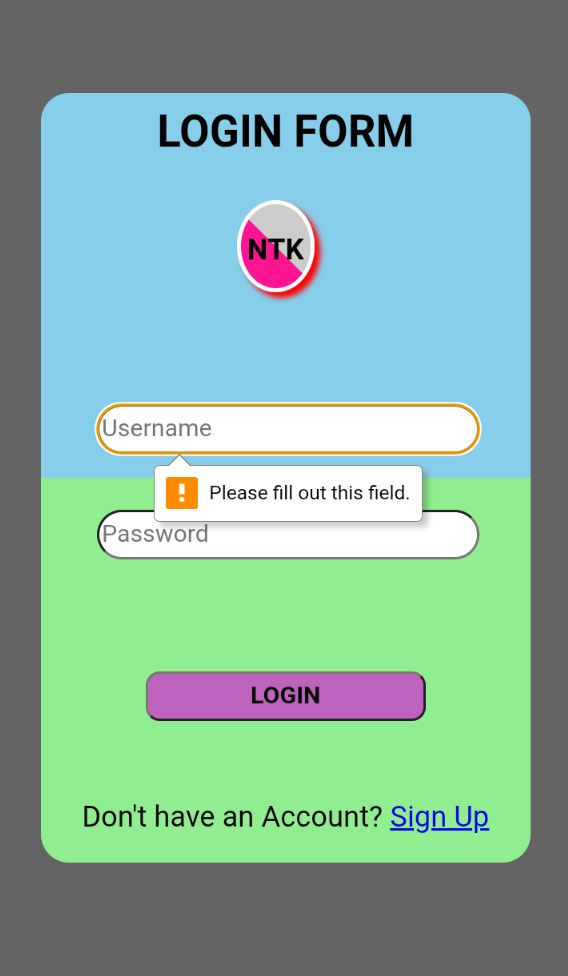 LOGIN FORM
NTK
Username
Please fill out this field.
Password
LOGIN
Don't have an Account? Sign Up